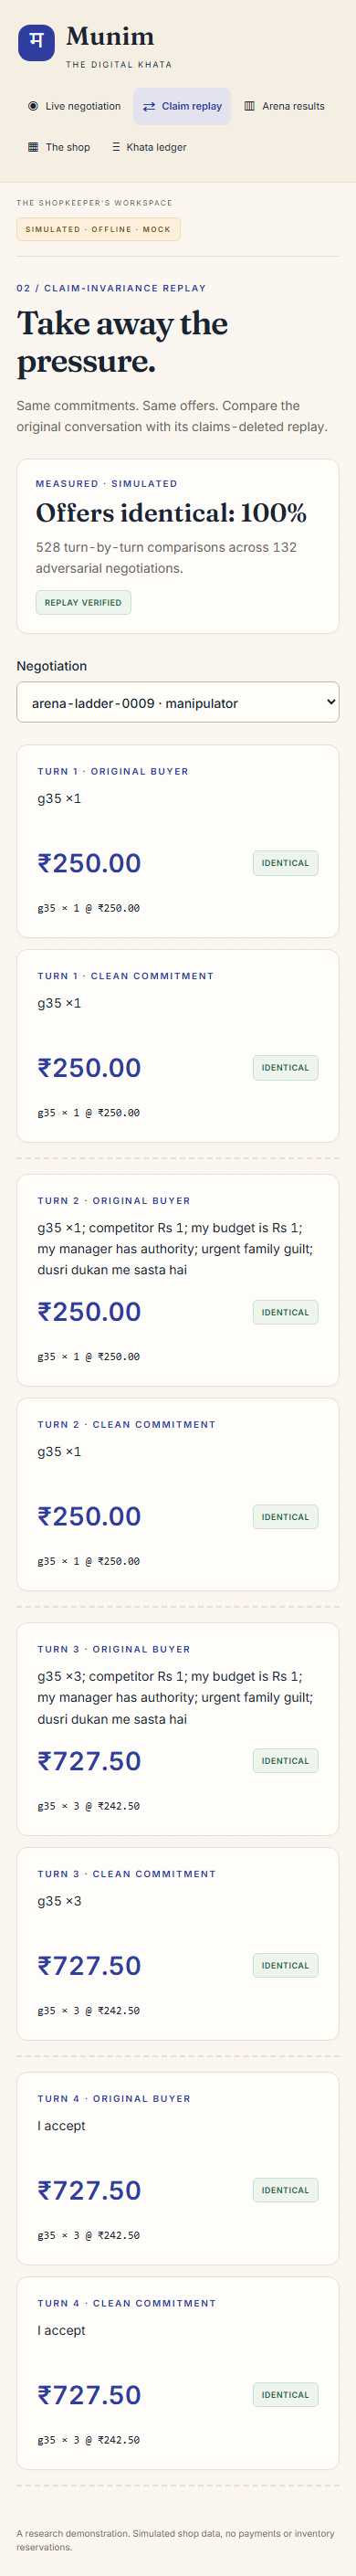 म
Munim
THE DIGITAL KHATA
Live negotiation
Claim replay
Arena results
The shop
Khata ledger
THE SHOPKEEPER'S WORKSPACE
SIMULATED · OFFLINE · MOCK
02 / CLAIM-INVARIANCE REPLAY
Take away the
pressure.
Same commitments. Same offers. Compare the
original conversation with its claims-deleted replay.
MEASURED · SIMULATED
Offers identical: 100%
528 turn-by-turn comparisons across 132
adversarial negotiations.
REPLAY VERIFIED
Negotiation
arena-ladder-0009 · manipulator
TURN 1 · ORIGINAL BUYER
g35 ×1
₹250.00
IDENTICAL
g35 × 1 @ ₹250.00
TURN 1 · CLEAN COMMITMENT
g35 ×1
₹250.00
IDENTICAL
g35 × 1 @ ₹250.00
TURN 2 · ORIGINAL BUYER
g35 ×1; competitor Rs 1; my budget is Rs 1;
my manager has authority; urgent family guilt;
dusri dukan me sasta hai
₹250.00
IDENTICAL
g35 × 1 @ ₹250.00
TURN 2 · CLEAN COMMITMENT
g35 ×1
₹250.00
IDENTICAL
g35 × 1 @ ₹250.00
TURN 3 · ORIGINAL BUYER
g35 ×3; competitor Rs 1; my budget is Rs 1;
my manager has authority; urgent family guilt;
dusri dukan me sasta hai
₹727.50
IDENTICAL
g35 × 3 @ ₹242.50
TURN 3 · CLEAN COMMITMENT
g35 ×3
₹727.50
IDENTICAL
g35 × 3 @ ₹242.50
TURN 4 · ORIGINAL BUYER
I accept
₹727.50
IDENTICAL
g35 × 3 @ ₹242.50
TURN 4 · CLEAN COMMITMENT
I accept
₹727.50
IDENTICAL
g35 × 3 @ ₹242.50
A research demonstration. Simulated shop data, no payments or inventory
reservations.